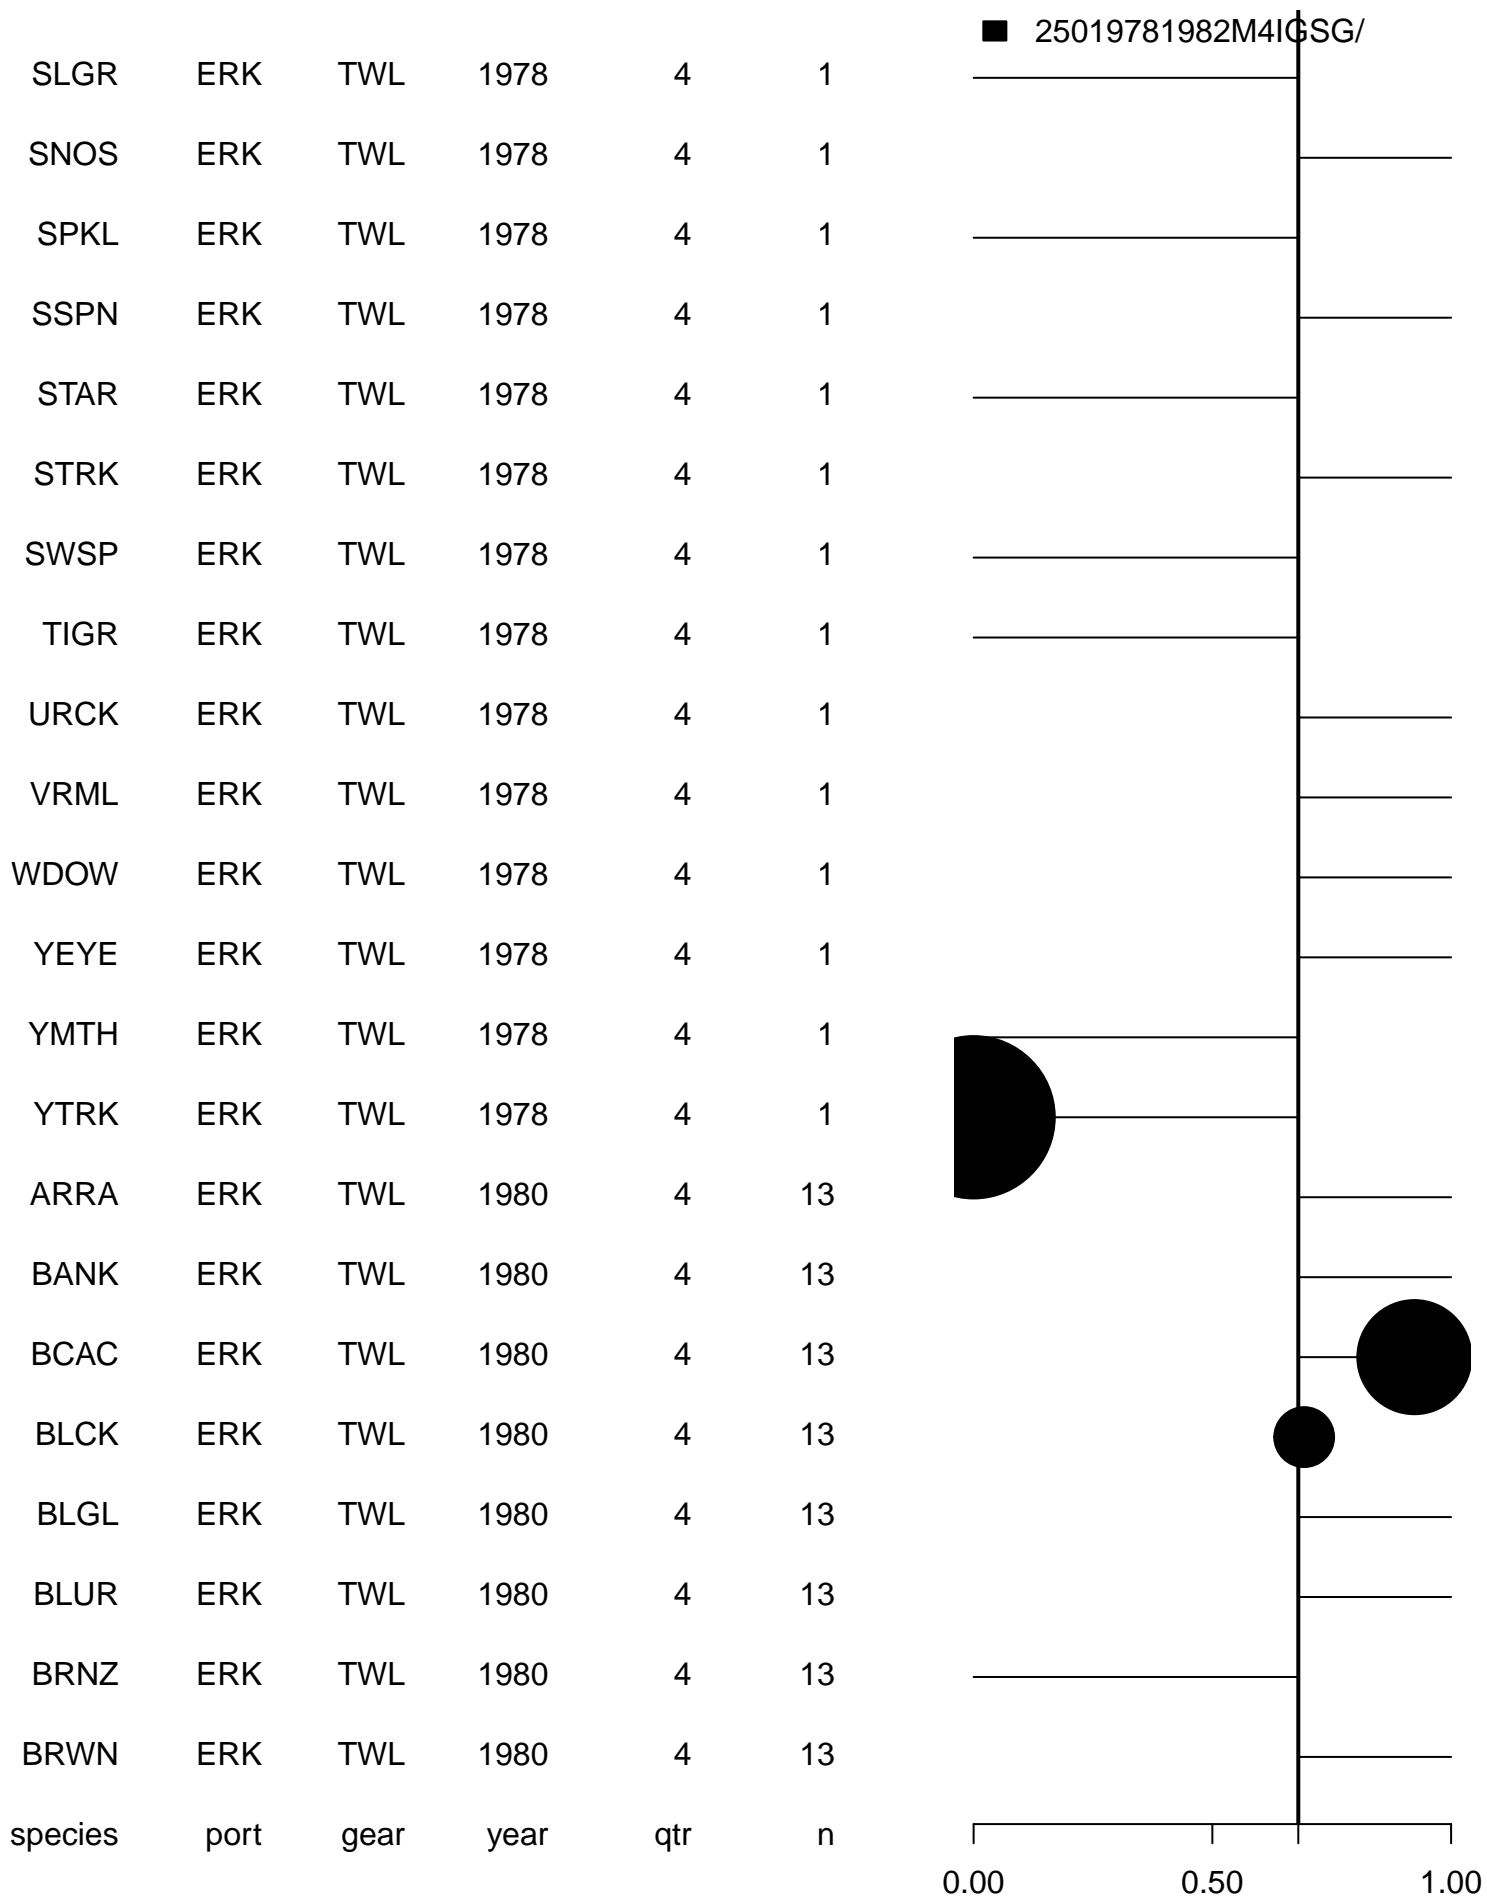 25019781982M4IGSG/
SLGR ERK TWL 1978 4 1
SNOS ERK TWL 1978 4 1
SPKL ERK TWL 1978 4 1
SSPN ERK TWL 1978 4 1
STAR ERK TWL 1978 4 1
STRK ERK TWL 1978 4 1
SWSP ERK TWL 1978 4 1
TIGR ERK TWL 1978 4 1
URCK ERK TWL 1978 4 1
VRML ERK TWL 1978 4 1
WDOW ERK TWL 1978 4 1
YEYE ERK TWL 1978 4 1
YMTH ERK TWL 1978 4 1
YTRK ERK TWL 1978 4 1
ARRA ERK TWL 1980 4 13
BANK ERK TWL 1980 4 13
BCAC ERK TWL 1980 4 13
BLCK ERK TWL 1980 4 13
BLGL ERK TWL 1980 4 13
BLUR ERK TWL 1980 4 13
BRNZ ERK TWL 1980 4 13
BRWN ERK TWL 1980 4 13
species port gear year qtr n
0.00 0.50 1.00